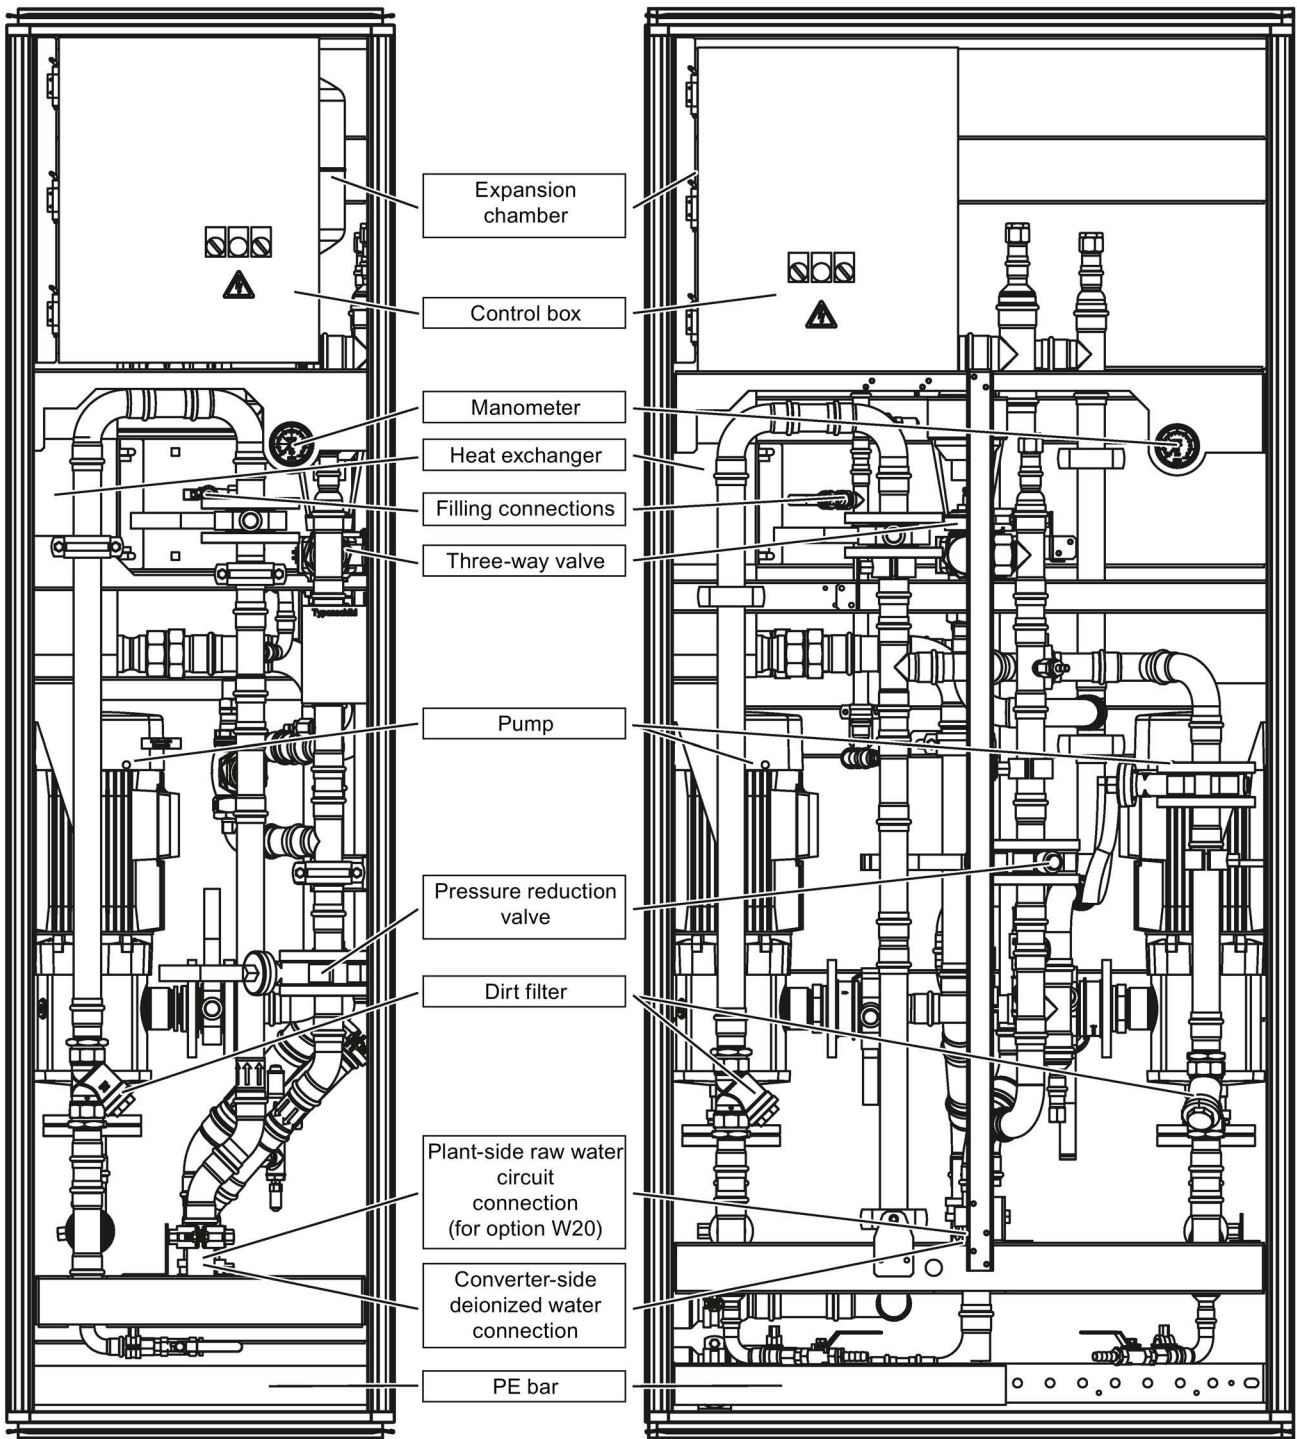 Expansion
chamber
Control box
Manometer
Heat exchanger
Filling connections
Three-way valve
Typenschild
Pump
Pressure reduction
valve
Dirt filter
Plant-side raw water
circuit
connection
(for option W20)
Converter-side
deionized water
connection
PE bar